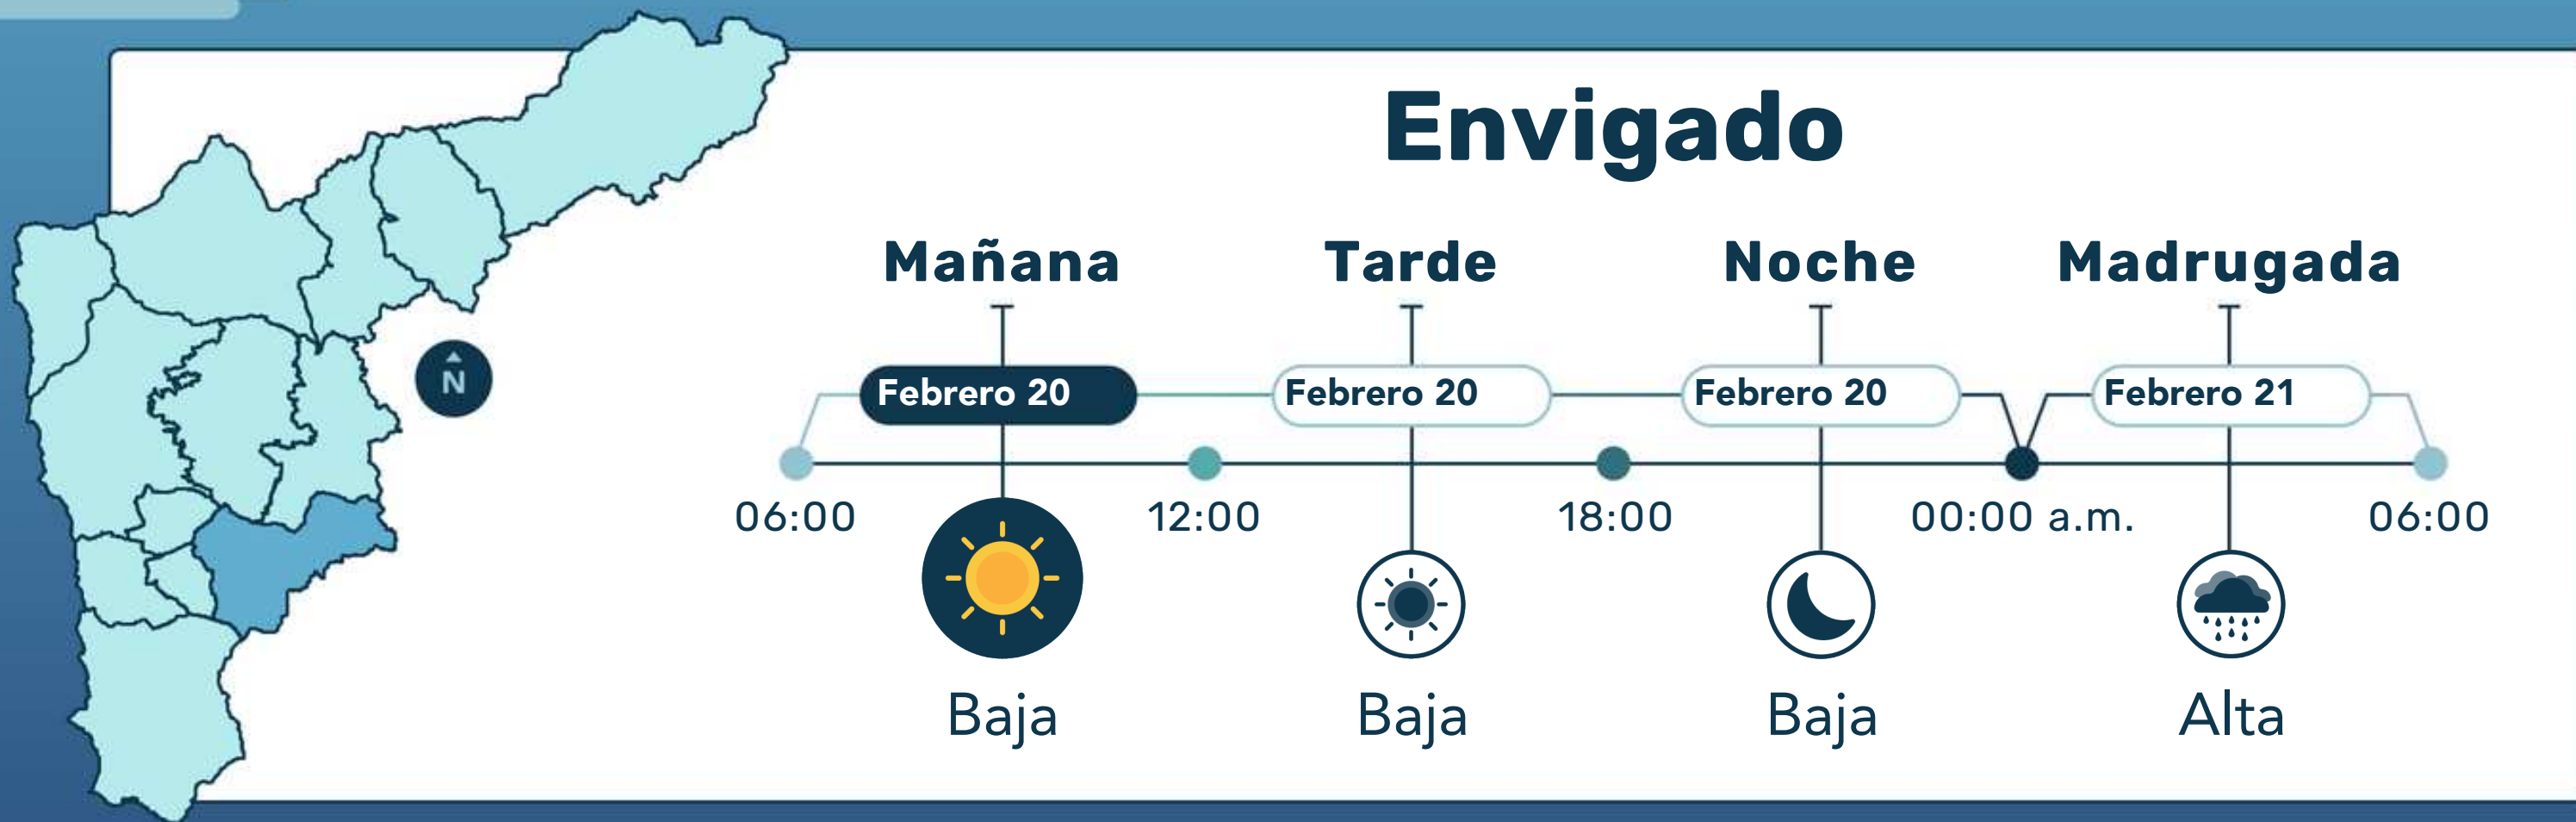 Envigado
Mañana Tarde Noche Madrugada
Febrero 20 Febrero 20 Febrero 20 Febrero 21
N
06:00 12:00 18:00 00:00 a.m. 06:00
Baja Baja Baja Alta